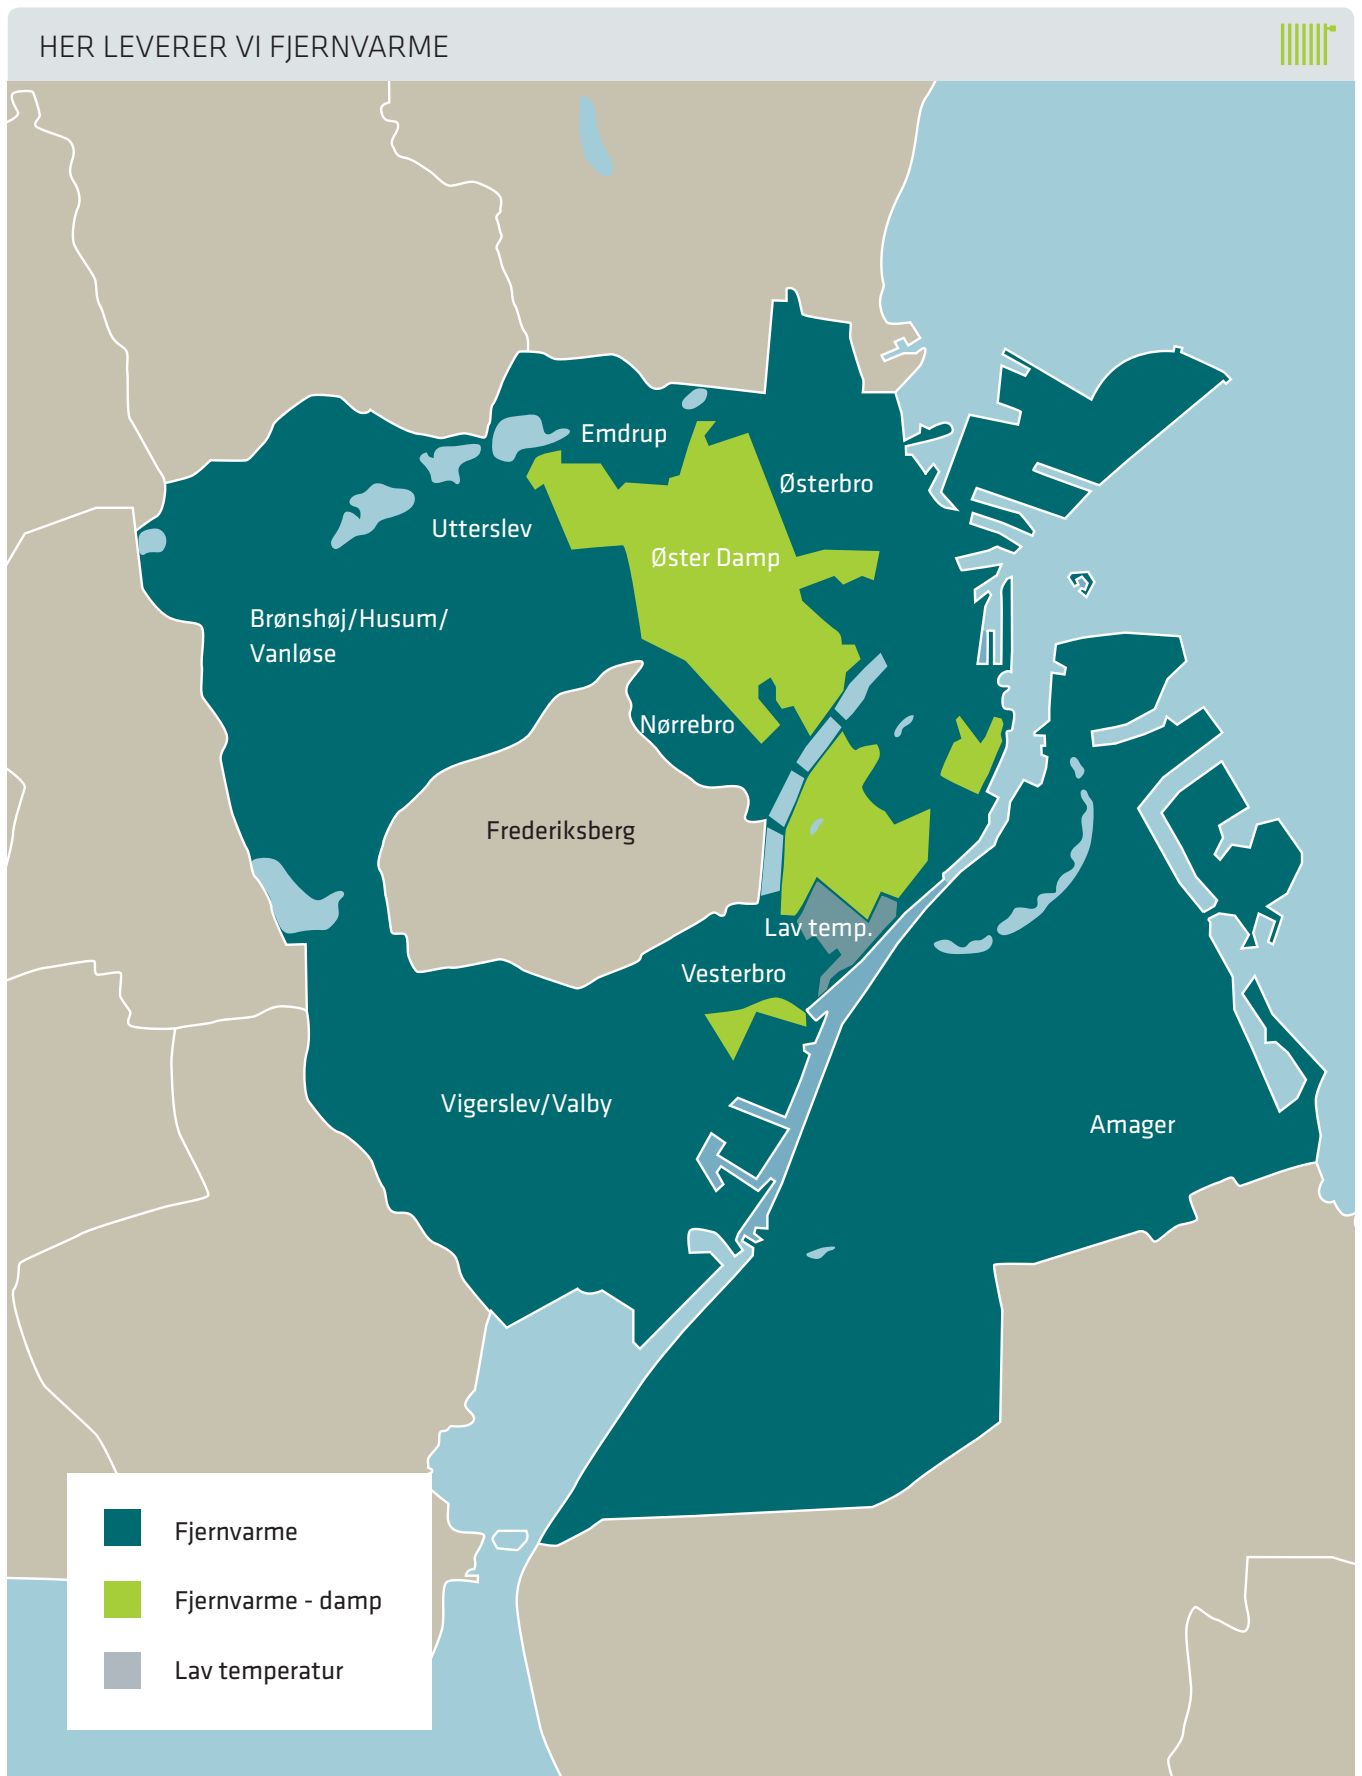 HER LEVERER VI FJERNVARME
Emdrup
Østerbro
Utterslev
Øster Damp
Brønshøj/Husum/
Vanløse
Nørrebro
Frederiksberg
Lav temp.
Vesterbro
Vigerslev/Valby
Amager
Fjernvarme
Fjernvarme - damp
Lav temperatur